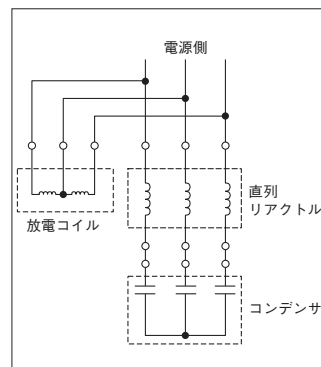 電源側
放電コイル
直列
リアクトル
コンデンサ